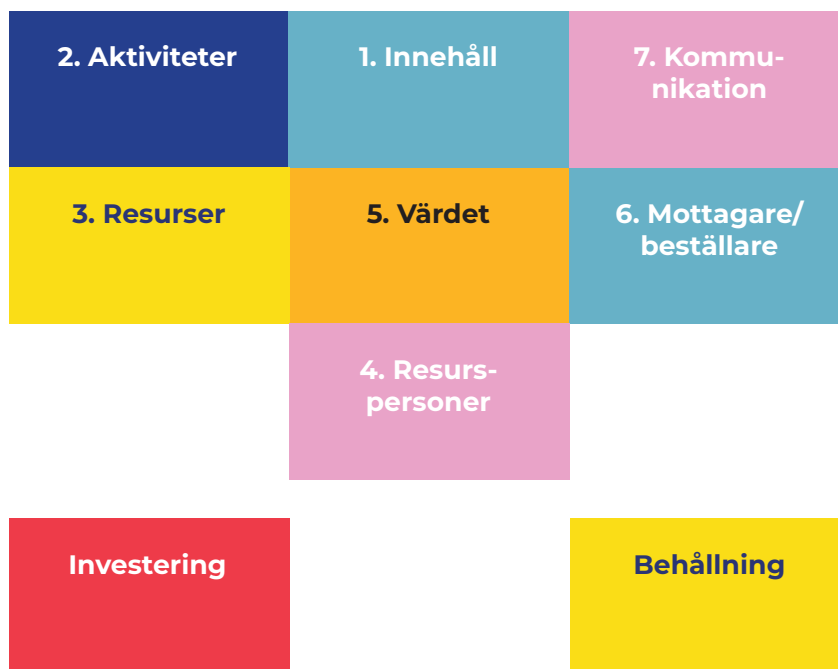 2. Aktiviteter
1. Innehåll
7. Kommu-
nikation
3. Resurser
5. Värdet
6. Mottagare/
beställare
4. Resurs-
personer
Investering
Behållning